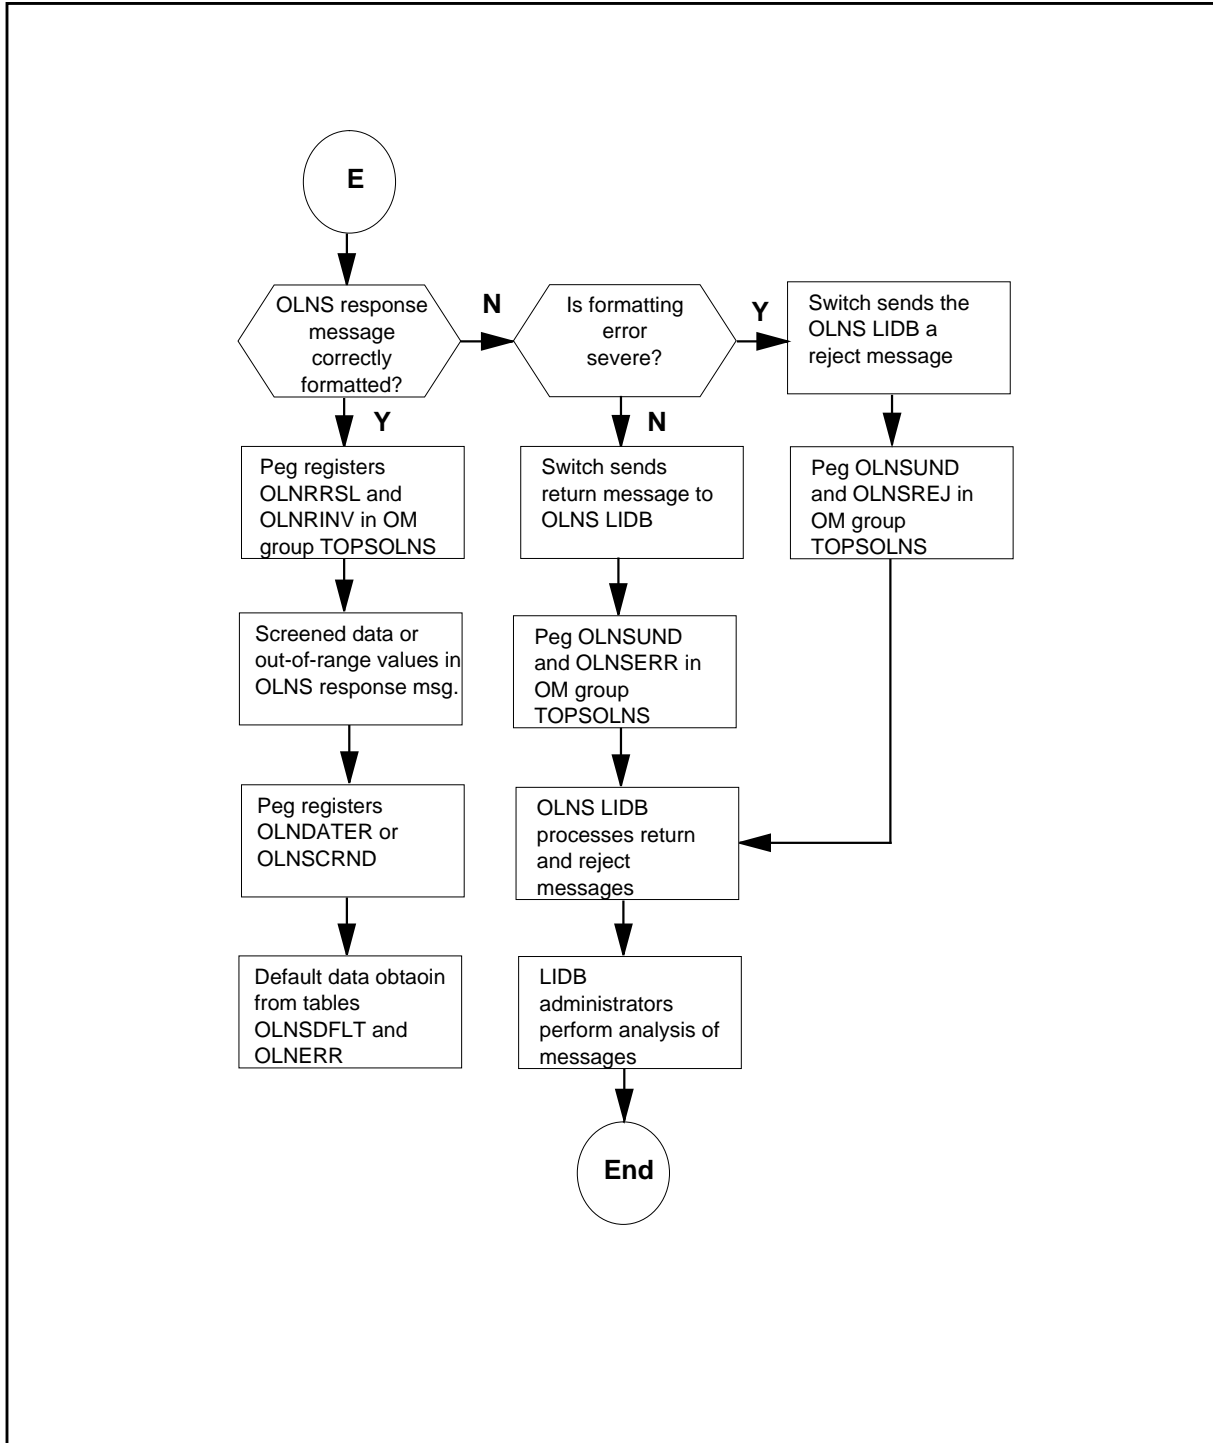 E
OLNS response
message
correctly
formatted?
N
Is formatting
error
severe?
Y
Switch sends the
OLNS LIDB a
reject message
Y
N
Peg registers
OLNRRSL and
OLNRINV in OM
group TOPSOLNS
Switch sends
return message to
OLNS LIDB
Peg OLNSUND
and OLNSREJ in
OM group
TOPSOLNS
Screened data or
out-of-range values in
OLNS response msg.
Peg OLNSUND
and OLNSERR in
OM group
TOPSOLNS
Peg registers
OLNDATER or
OLNSCRND
OLNS LIDB
processes return
and reject
messages
Default data obtaoin
from tables
OLNSDFLT and
OLNERR
LIDB
administrators
perform analysis of
messages
End